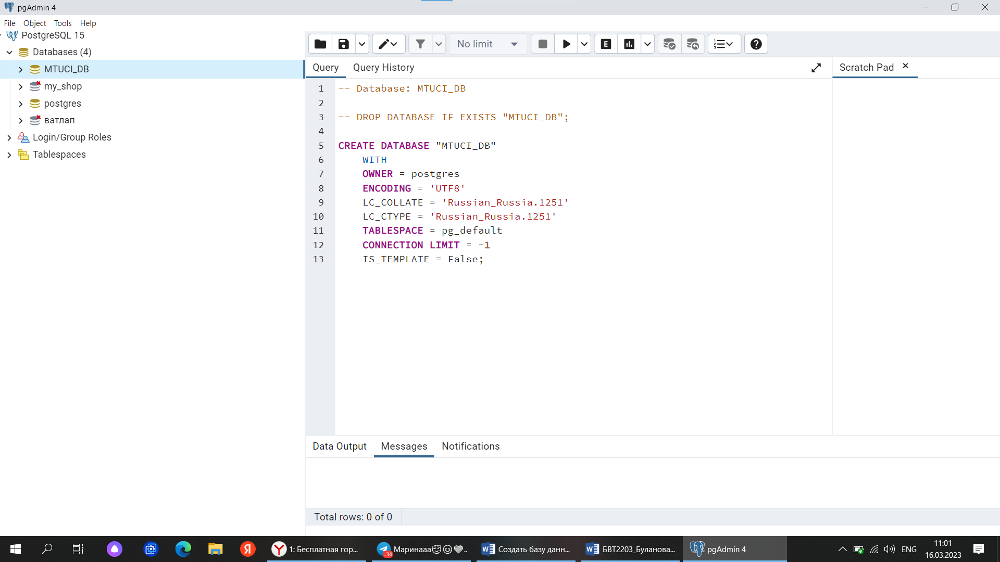 pgAdmin 4
File Object Tools Help
PostgreSQL 15
Databases (4)
MTUCI_DB
my_shop
postgres
ватлап
Login/Group Roles
Tablespaces
No limit
E
Query Query History
Scratch Pad
1 -- Database: MTUCI_DB
2
3 -- DROP DATABASE IF EXISTS "MTUCI_DB";
4
5 CREATE DATABASE "MTUCI_DB"
6 WITH
7 OWNER = postgres
8 ENCODING = 'UTF8'
9 LC_COLLATE = 'Russian_Russia.1251'
10 LC_CTYPE = 'Russian_Russia.1251'
11 TABLESPACE = pg_default
12 CONNECTION LIMIT = -1
13 IS_TEMPLATE = False;
Data Output Messages Notifications
Total rows: 0 of 0
1: Бесплатная гор...
..34
Маринааа
Создать базу данн...
БВТ2203_Буланова...
pgAdmin 4
ENG
11:01
16.03.2023